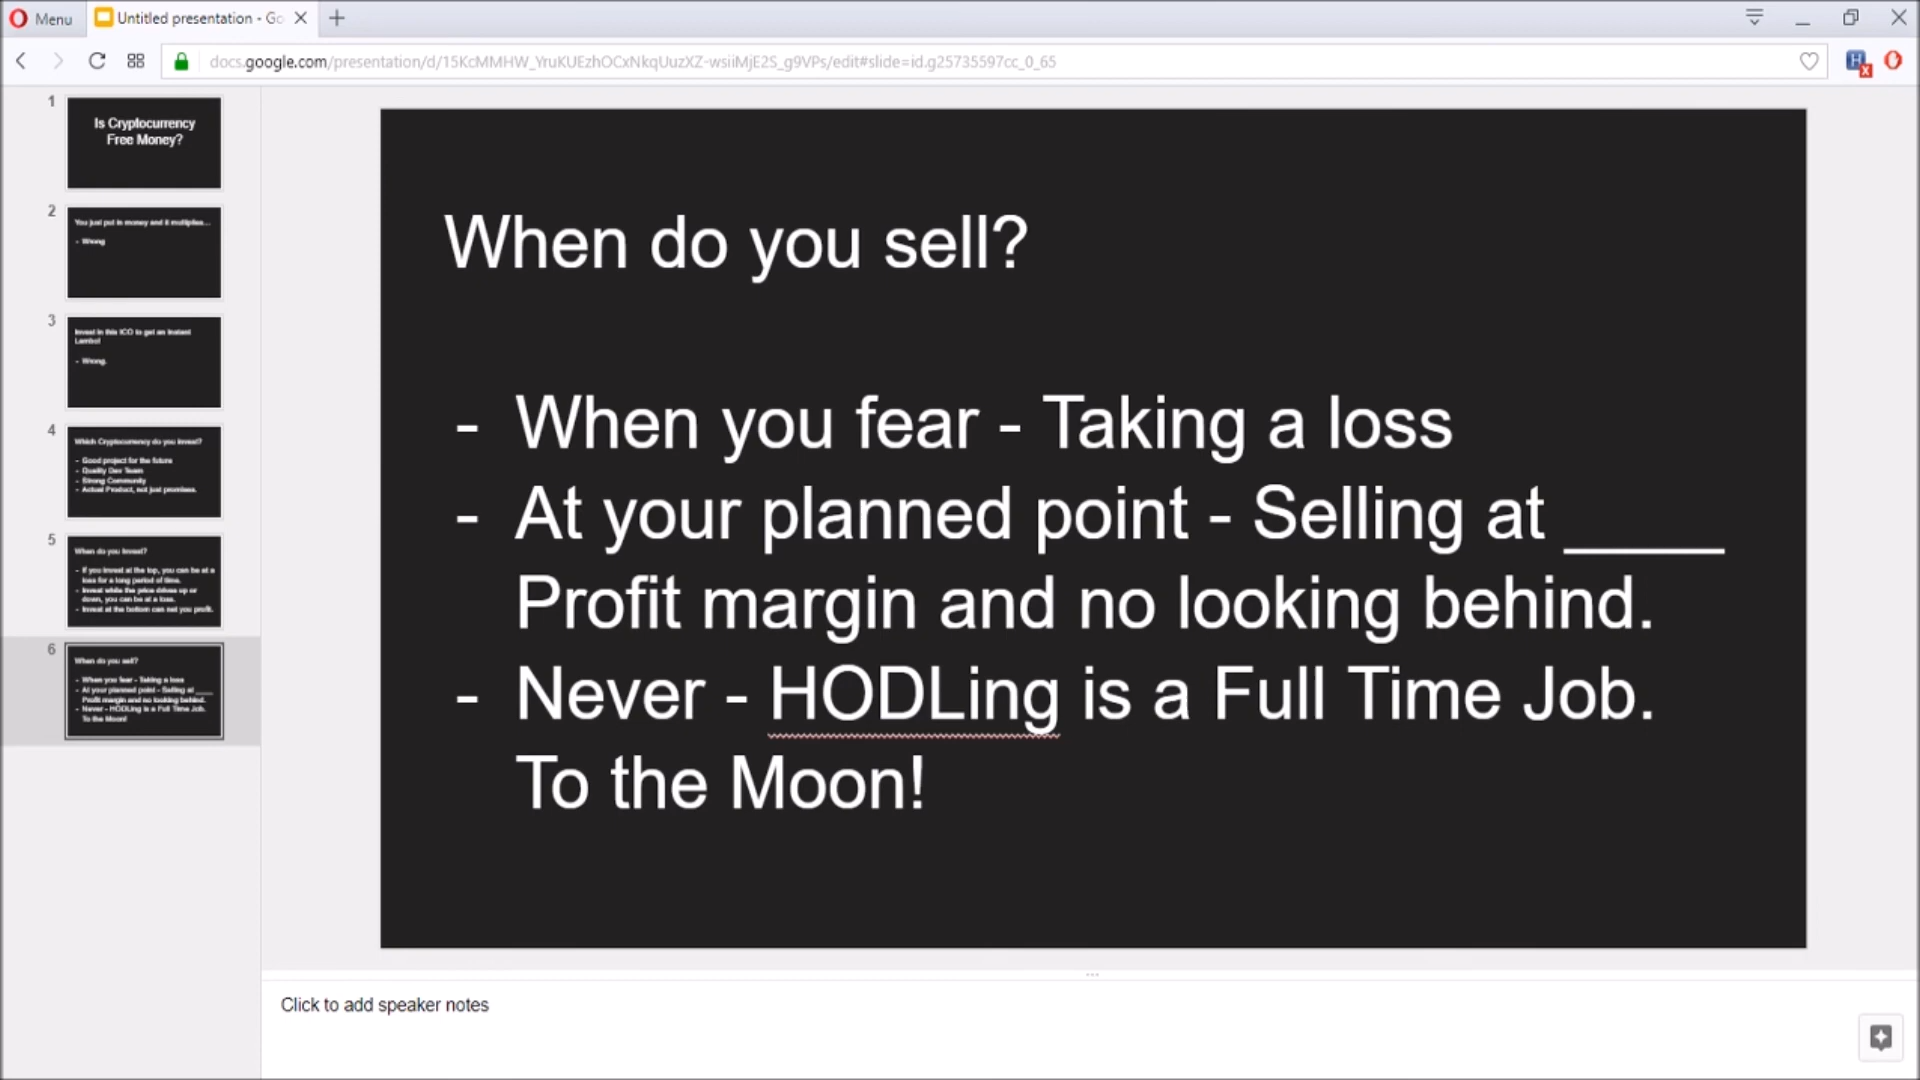 Menu
Untitled presentation - Go
docs.google.com/presentation/d/15KcMMHW_YruKUEzhOCxNkqUuzXZ-wsiiMjE2S_g9VPs/edit#slide=id.g25735597cc_0_65
1
Is Cryptocurrency
Free Money?
2
You just put in money and it multiplies...
- Wrong
3
Invest in this ICO to get an Instant
Lambo!
- Wrong.
4
Which Cryptocurrency do you invest?
- Good project for the future
- Quality Dev Team
- Strong Community
- Actual Product, not just promises.
5
When do you invest?
- If you invest at the top, you can be at a
loss for a long period of time.
- Invest while the price drives up or
down, you can be at a loss.
- Invest at the bottom can net you profit.
6
When do you sell?
- When you fear - Taking a loss
- At your planned point - Selling at ____
Profit margin and no looking behind.
- Never - HODLing is a Full Time Job.
To the Moon!
When do you sell?
- When you fear - Taking a loss
- At your planned point - Selling at ____
Profit margin and no looking behind.
- Never - HODLing is a Full Time Job.
To the Moon!
Click to add speaker notes